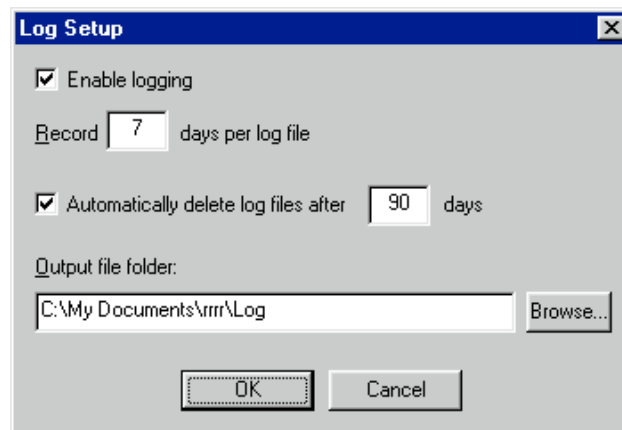 Log Setup
Enable logging
Record 7 days per log file
Automatically delete log files after 90 days
Output file folder:
C:\My Documents\rrrr\Log
Browse...
OK Cancel